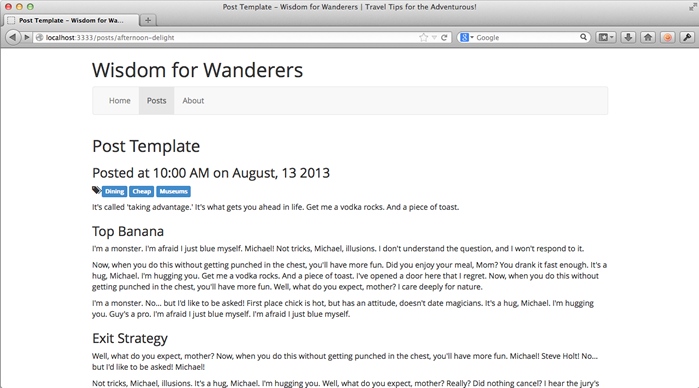 Post Template – Wisdom for Wanderers | Travel Tips for the Adventurous!
Post Template – Wisdom for Wa...
localhost:3333/posts/afternoon-delight
Google
Wisdom for Wanderers
Home Posts About
Post Template
Posted at 10:00 AM on August, 13 2013
Dining Cheap Museums
It's called 'taking advantage.' It's what gets you ahead in life. Get me a vodka rocks. And a piece of toast.
Top Banana
I'm a monster. I'm afraid I just blue myself. Michael! Not tricks, Michael, illusions. I don't understand the question, and I won't respond to it.
Now, when you do this without getting punched in the chest, you'll have more fun. Did you enjoy your meal, Mom? You drank it fast enough. It's a
hug, Michael. I'm hugging you. Get me a vodka rocks. And a piece of toast. I've opened a door here that I regret. Now, when you do this without
getting punched in the chest, you'll have more fun. Well, what do you expect, mother? I care deeply for nature.
I'm a monster. No... but I'd like to be asked! First place chick is hot, but has an attitude, doesn't date magicians. It's a hug, Michael. I'm hugging
you. Guy's a pro. I'm afraid I just blue myself. I'm afraid I just blue myself.
Exit Strategy
Well, what do you expect, mother? Now, when you do this without getting punched in the chest, you'll have more fun. Michael! Steve Holt! No...
but I'd like to be asked! Michael!
Not tricks, Michael, illusions. It's a hug, Michael. I'm hugging you. Well, what do you expect, mother? Really? Did nothing cancel? I hear the jury's